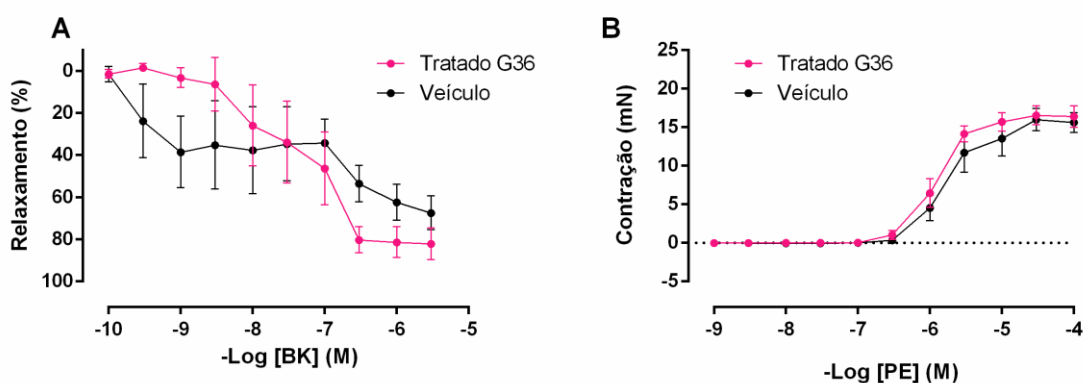 A
Relaxamento (%)
0
20
40
60
80
100
Tratado G36
Veículo
-10 -9 -8 -7 -6 -5
-Log [BK] (M)
B
Contração (mN)
25
20
15
10
5
0
-5
Tratado G36
Veículo
-9 -8 -7 -6 -5 -4
-Log [PE] (M)